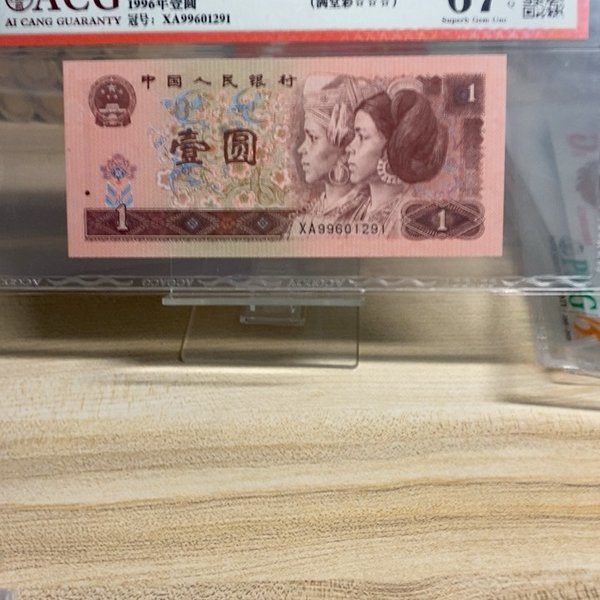 ACG
AI CANG GUARANTY
1996年壹圆
冠号: XA99601291
67
Superb Gem Unc
中国人民银行
1
壹圆
1
XA99601291
1